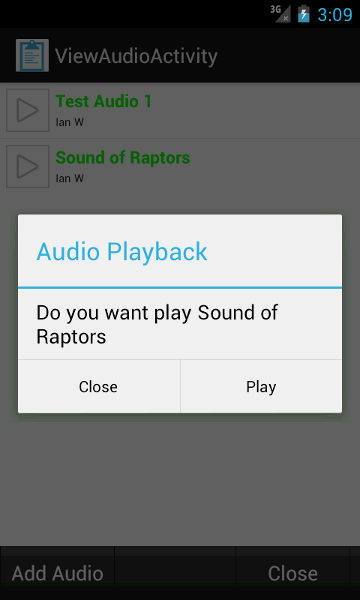 3G
3:09
ViewAudioActivity
Test Audio 1
Ian W
Sound of Raptors
Ian W
Audio Playback
Do you want play Sound of
Raptors
Close
Play
Add Audio
Close